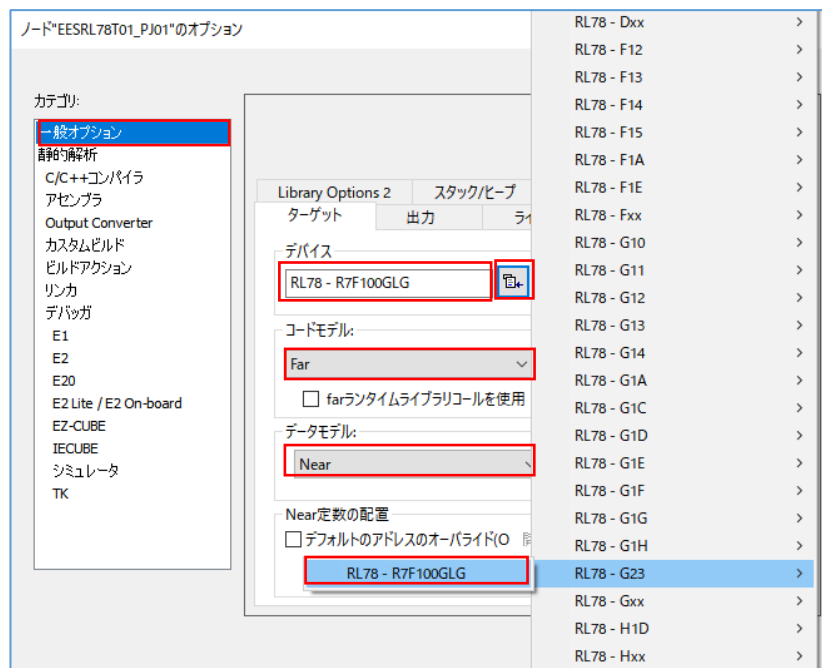 ノード"EESRL78T01_PJ01"のオプション
カテゴリ:
一般オプション
静的解析
C/C++コンパイラ
アセンブラ
Output Converter
カスタムビルド
ビルドアクション
リンカ
デバッガ
E1
E2
E20
E2 Lite / E2 On-board
EZ-CUBE
IECUBE
シミュレータ
TK
Library Options 2
スタック/ヒープ
ターゲット
出力
ライ
デバイス
RL78 - R7F100GLG
コードモデル:
Far
farランタイムライブラリコールを使用
データモデル:
Near
Near定数の配置
デフォルトのアドレスのオーバライド(O
RL78 - R7F100GLG
RL78 - Dxx
RL78 - F12
RL78 - F13
RL78 - F14
RL78 - F15
RL78 - F1A
RL78 - F1E
RL78 - Fxx
RL78 - G10
RL78 - G11
RL78 - G12
RL78 - G13
RL78 - G14
RL78 - G1A
RL78 - G1C
RL78 - G1D
RL78 - G1E
RL78 - G1F
RL78 - G1G
RL78 - G1H
RL78 - G23
RL78 - Gxx
RL78 - H1D
RL78 - Hxx